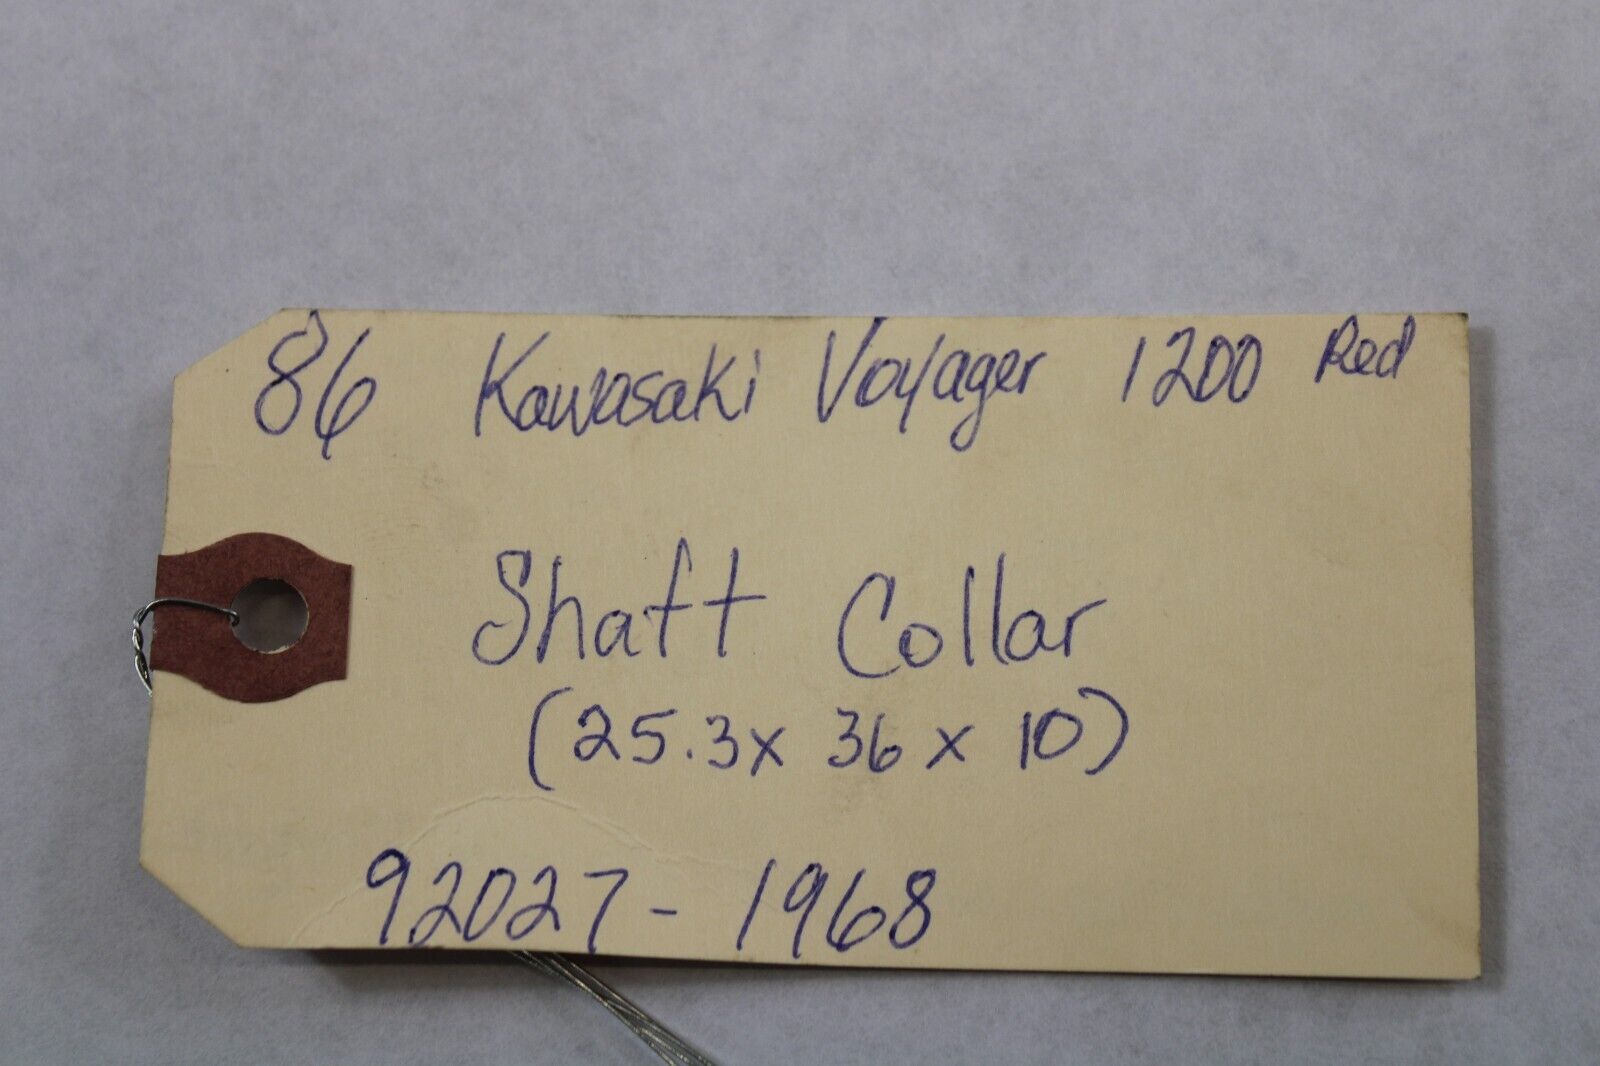 86 Kawasaki Voyager 1200 Red
Shaft Collar
(25.3x 36 x 10)
92027-1968